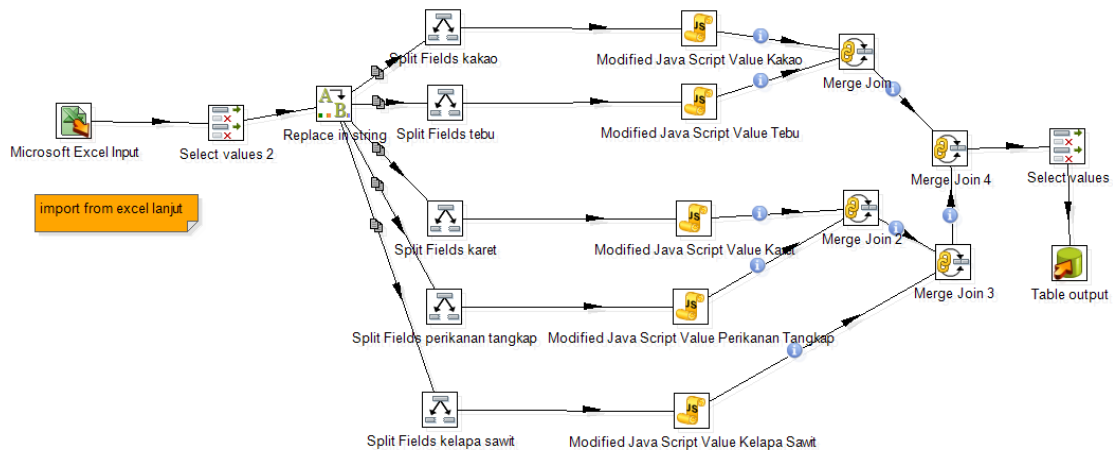 Split Fields kakao
Modified Java Script Value Kakao
Merge Join
Microsoft Excel Input
Select values 2
Replace in string
Split Fields tebu
Modified Java Script Value Tebu
Merge Join 4
Select values
import from excel lanjut
Split Fields karet
Modified Java Script Value Karet
Merge Join 2
Merge Join 3
Table output
Split Fields perikanan tangkap
Modified Java Script Value Perikanan Tangkap
Split Fields kelapa sawit
Modified Java Script Value Kelapa Sawit